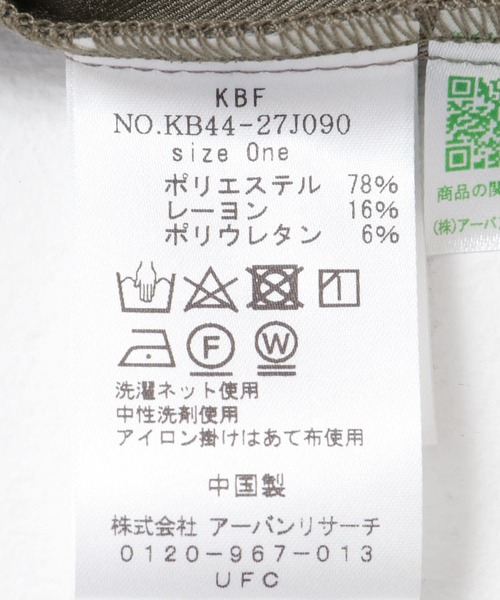 KBF
NO.KB44-27J090
size One
ポリエステル 78%
レーヨン 16%
ポリウレタン 6%
F W
洗濯ネット使用
中性洗剤使用
アイロン掛けはあて布使用
中国製
株式会社 アーバンリサーチ
0120-967-013
UFC
商品の関
(株)アーバ